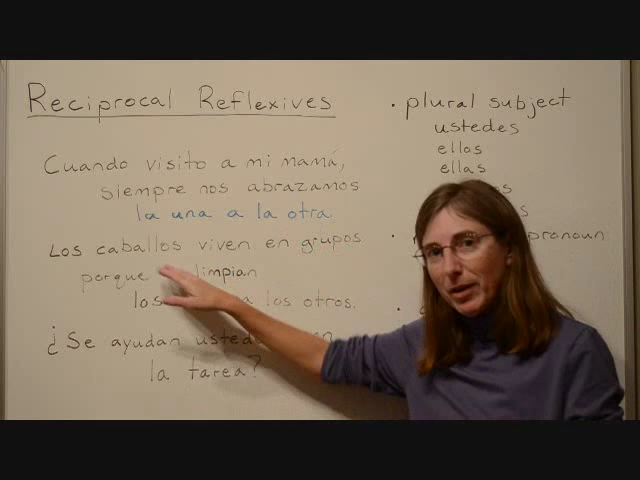 Reciprocal Reflexives
Cuando visito a mi mamá,
siempre nos abrazamos
la una a la otra
Los caballos viven en grupos
porque limpian
los a los otros.
¿Se ayudan
la tarea?
• plural subject
ustedes
ellos
ellas
pronoun